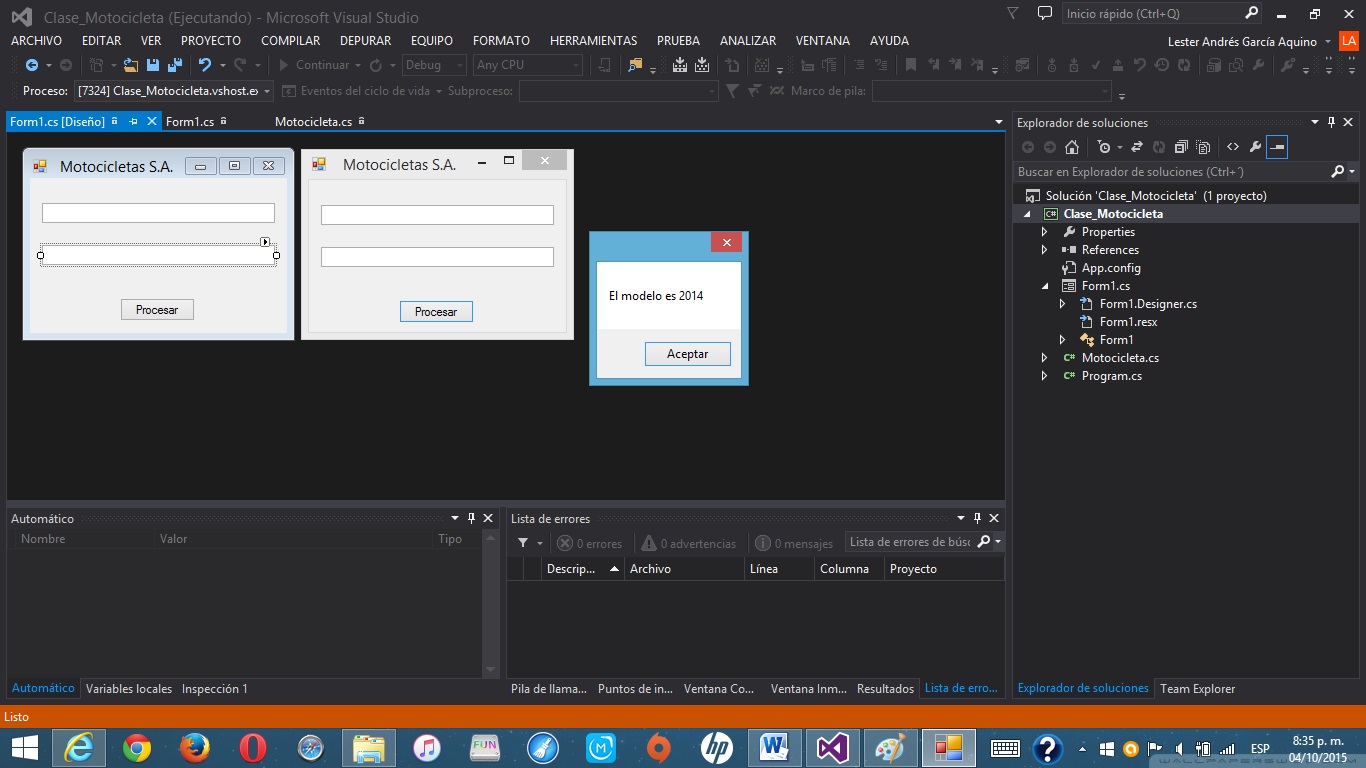 Clase_Motocicleta (Ejecutando) - Microsoft Visual Studio
Inicio rápido (Ctrl+Q)
ARCHIVO EDITAR VER PROYECTO COMPILAR DEPURAR EQUIPO FORMATO HERRAMIENTAS PRUEBA ANALIZAR VENTANA AYUDA
Lester Andrés García Aquino LA
Continuar Debug Any CPU
Proceso: [7324] Clase_Motocicleta.vshost.ex Eventos del ciclo de vida Subproceso: Marco de pila:
Form1.cs [Diseño] Form1.cs Motocicleta.cs
Motocicletas S.A.
Procesar
Motocicletas S.A.
Procesar
El modelo es 2014
Aceptar
Explorador de soluciones
Buscar en Explorador de soluciones (Ctrl+´)
Solución 'Clase_Motocicleta' (1 proyecto)
C# Clase_Motocicleta
Properties
References
App.config
Form1.cs
Form1.Designer.cs
Form1.resx
Form1
C# Motocicleta.cs
C# Program.cs
Automático
Nombre Valor Tipo
Automático Variables locales Inspección 1
Lista de errores
0 errores 0 advertencias 0 mensajes Lista de errores de búsc
Descrip... Archivo Línea Columna Proyecto
Pila de llama... Puntos de in... Ventana Co... Ventana Inm... Resultados Lista de erro...
Explorador de soluciones Team Explorer
Listo
FUN
M
hp
W
ESP
8:35 p. m.
04/10/2015